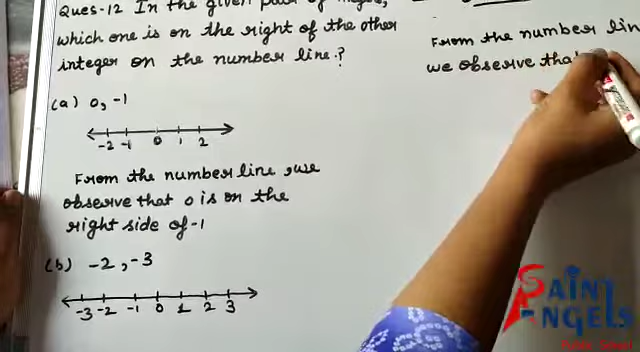 Ques-12 In the given pair of
which one is on the right of the other
integer on the number line.?
(a) 0, -1
-2 -1 0 1 2
From the number line, we
observe that 0 is on the
right side of -1
(b) -2, -3
-3 -2 -1 0 1 2 3
From the number lin
we observe tha
SAINT
ANGELS